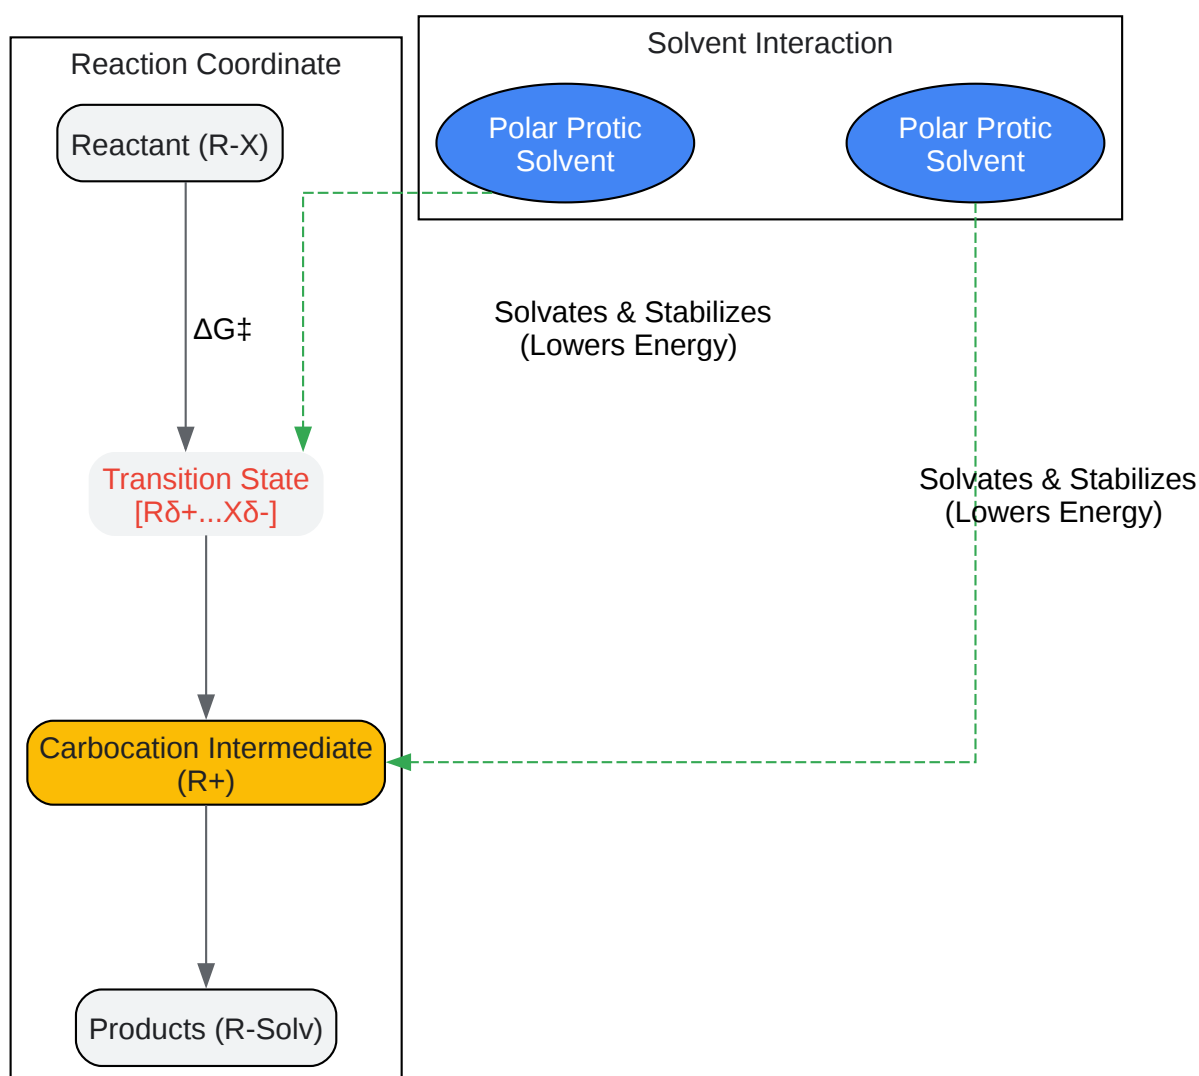 Reaction Coordinate
Reactant (R-X)
ΔG‡
Transition State
[Rδ+...Xδ-]
Carbocation Intermediate
(R+)
Products (R-Solv)
Solvent Interaction
Polar Protic
Solvent
Polar Protic
Solvent
Solvates & Stabilizes
(Lowers Energy)
Solvates & Stabilizes
(Lowers Energy)